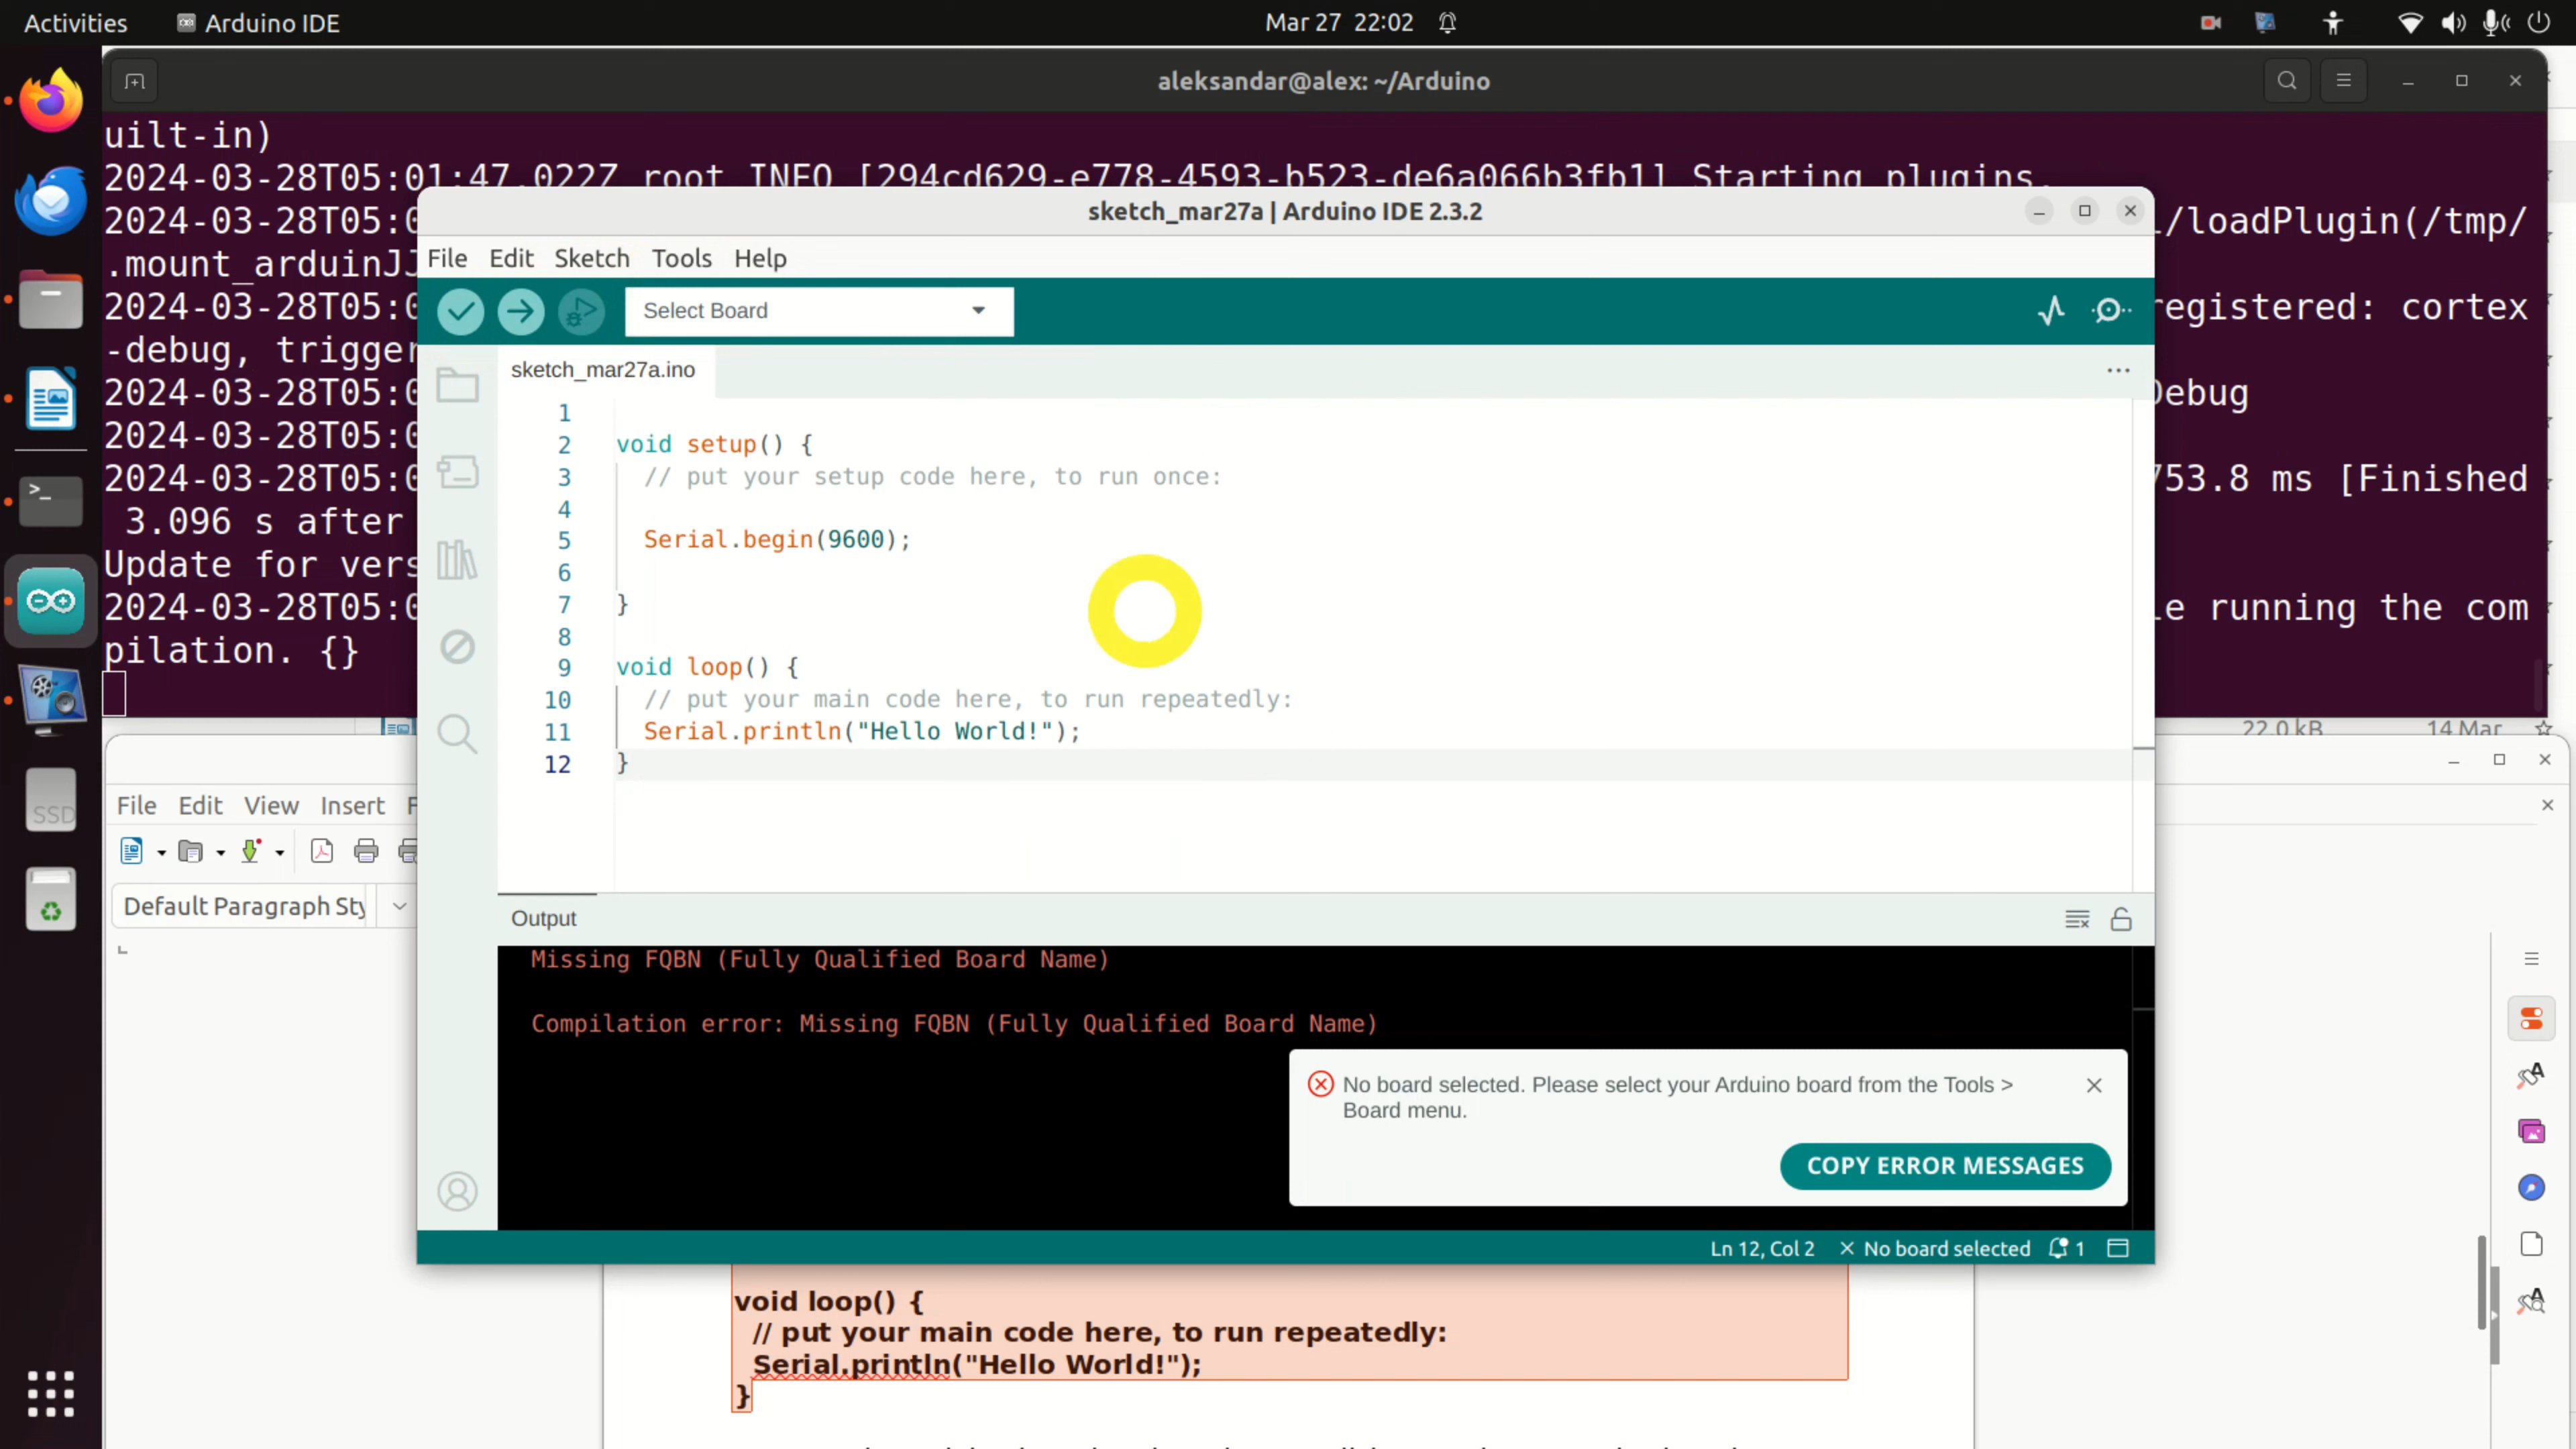 Activities
Arduino IDE
Mar 27 22:02
aleksandar@alex: ~/Arduino
uilt-in)
2024-03-28T05:01:47.022Z root INFO [294cd629-e778-4593-b523-de6a066b3fb1] Starting plugins.
2024-03-28T05:0
/loadPlugin(/tmp/
.mount_arduinJJ
2024-03-28T05:0
registered: cortex
-debug, trigger
2024-03-28T05:0
Debug
2024-03-28T05:0
2024-03-28T05:0
753.8 ms [Finished
3.096 s after
Update for vers
2024-03-28T05:0
le running the com
pilation. {}
sketch_mar27a | Arduino IDE 2.3.2
File Edit Sketch Tools Help
Select Board
sketch_mar27a.ino
1
2 void setup() {
3 // put your setup code here, to run once:
4
5 Serial.begin(9600);
6
7 }
8
9 void loop() {
10 // put your main code here, to run repeatedly:
11 Serial.println("Hello World!");
12 }
Output
Missing FQBN (Fully Qualified Board Name)
Compilation error: Missing FQBN (Fully Qualified Board Name)
No board selected. Please select your Arduino board from the Tools >
Board menu.
COPY ERROR MESSAGES
Ln 12, Col 2
No board selected
1
22.0 kB 14 Mar
SSD
File Edit View Insert F
Default Paragraph Sty
void loop() {
// put your main code here, to run repeatedly:
Serial.println("Hello World!");
}